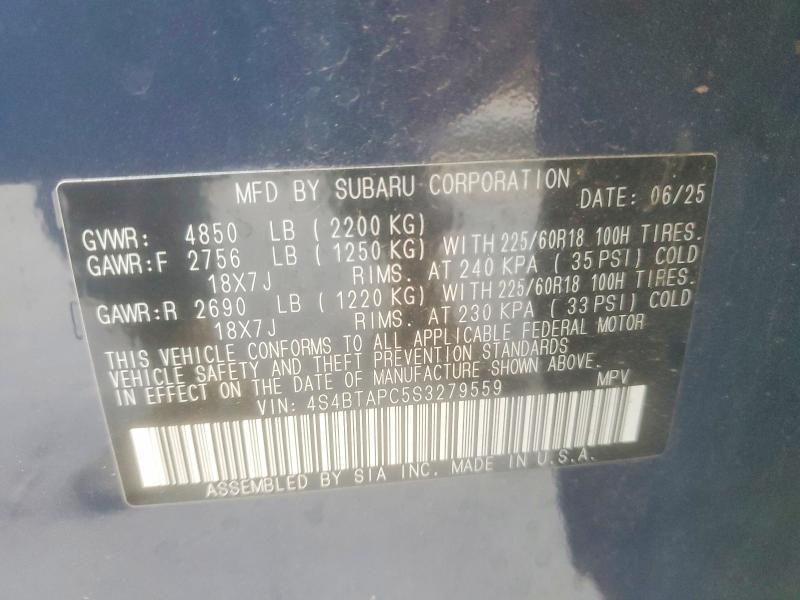 MFD BY SUBARU CORPORATION DATE: 06/25
GVWR: 4850 LB (2200 KG)
GAWR:F 2756 LB (1250 KG) WITH 225/60R18 100H TIRES.
18X7J RIMS. AT 240 KPA (35 PSI) COLD
GAWR:R 2690 LB (1220 KG) WITH 225/60R18 100H TIRES.
18X7J RIMS. AT 230 KPA (33 PSI) COLD
THIS VEHICLE CONFORMS TO ALL APPLICABLE FEDERAL MOTOR
VEHICLE SAFETY AND THEFT PREVENTION STANDARDS
IN EFFECT ON THE DATE OF MANUFACTURE SHOWN ABOVE.
VIN: 4S4BTAPC5S3279559 MPV
ASSEMBLED BY SIA INC. MADE IN U.S.A.